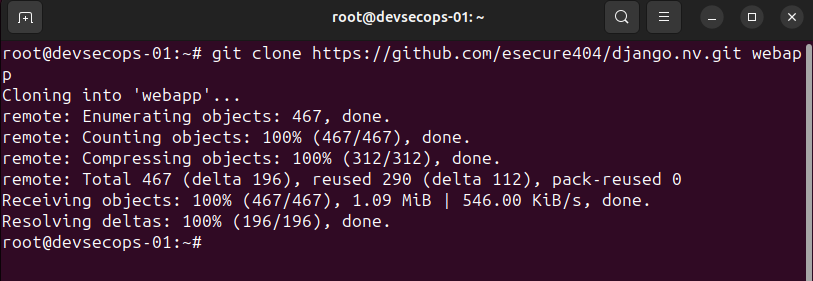 root@devsecops-01: ~
root@devsecops-01:~# git clone https://github.com/esecure404/django.nv.git webap
p
Cloning into 'webapp'...
remote: Enumerating objects: 467, done.
remote: Counting objects: 100% (467/467), done.
remote: Compressing objects: 100% (312/312), done.
remote: Total 467 (delta 196), reused 290 (delta 112), pack-reused 0
Receiving objects: 100% (467/467), 1.09 MiB | 546.00 KiB/s, done.
Resolving deltas: 100% (196/196), done.
root@devsecops-01:~#